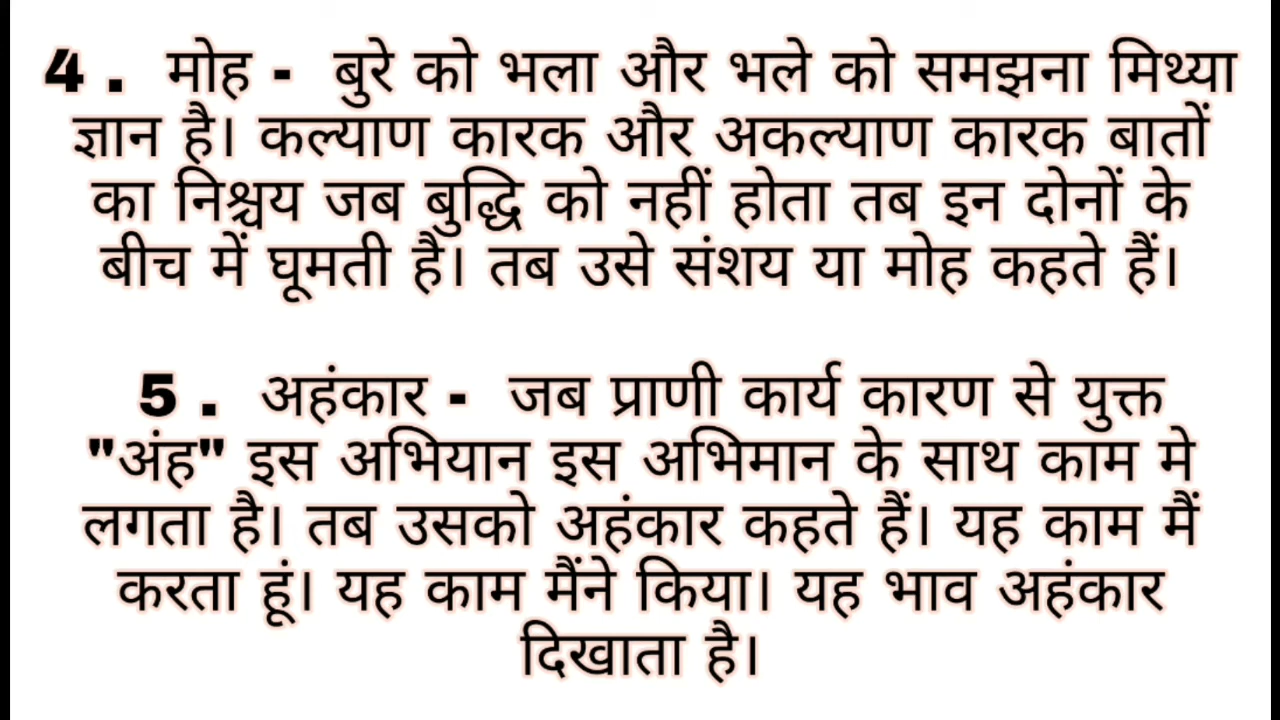 4 . मोह - बुरे को भला और भले को समझना मिथ्या
ज्ञान है। कल्याण कारक और अकल्याण कारक बातों
का निश्चय जब बुद्धि को नहीं होता तब इन दोनों के
बीच में घूमती है। तब उसे संशय या मोह कहते हैं।
5 . अहंकार - जब प्राणी कार्य कारण से युक्त
"अंह" इस अभियान इस अभिमान के साथ काम मे
लगता है। तब उसको अहंकार कहते हैं। यह काम मैं
करता हूं। यह काम मैंने किया। यह भाव अहंकार
दिखाता है।